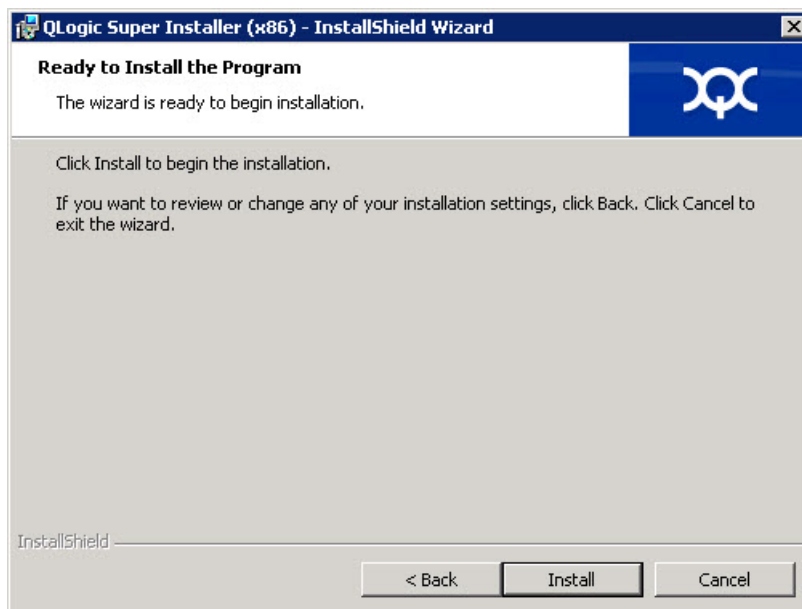 QLogic Super Installer (x86) - InstallShield Wizard
Ready to Install the Program
The wizard is ready to begin installation.
Click Install to begin the installation.
If you want to review or change any of your installation settings, click Back. Click Cancel to
exit the wizard.
InstallShield
< Back
Install
Cancel